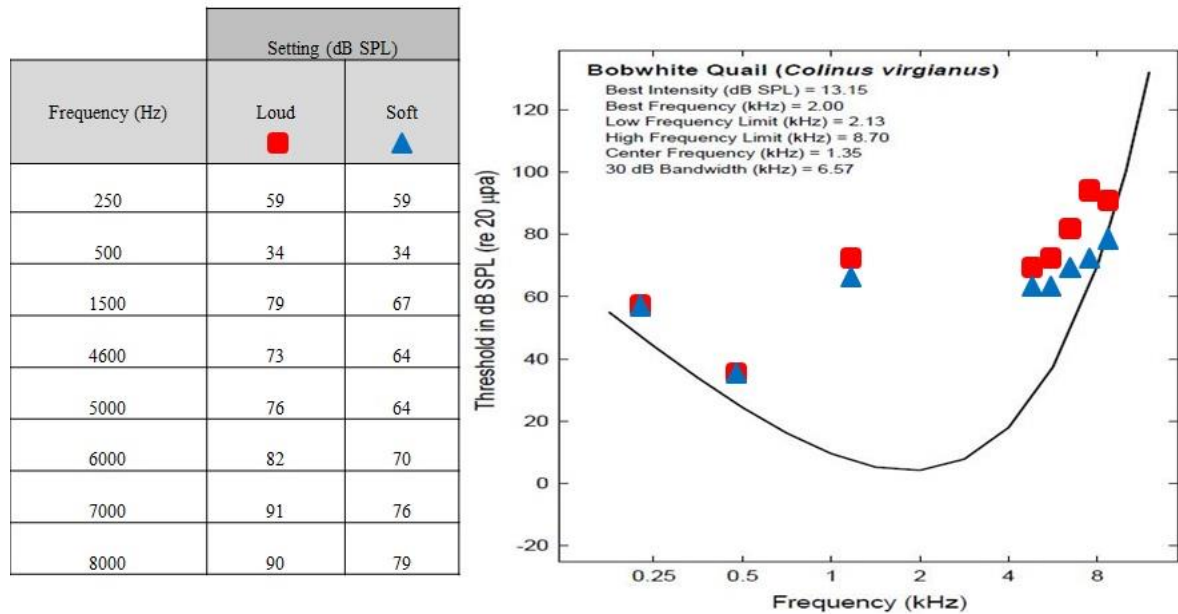 Setting (dB SPL)
Frequency (Hz) Loud Soft
250 59 59
500 34 34
1500 79 67
4600 73 64
5000 76 64
6000 82 70
7000 91 76
8000 90 79
Bobwhite Quail (Colinus virgianus)
Best Intensity (dB SPL) = 13.15
Best Frequency (kHz) = 2.00
Low Frequency Limit (kHz) = 2.13
High Frequency Limit (kHz) = 8.70
Center Frequency (kHz) = 1.35
30 dB Bandwidth (kHz) = 6.57
Threshold in dB SPL (re 20 µpa)
120
100
80
60
40
20
0
-20
0.25 0.5 1 2 4 8
Frequency (kHz)